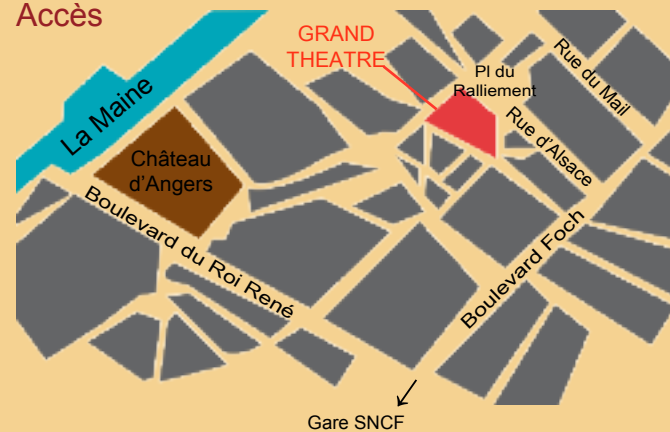 Accès
GRAND
THEATRE
Pl du
Ralliement
Rue du Mail
La Maine
Château
d'Angers
Rue d'Alsace
Boulevard du Roi René
Boulevard Foch
Gare SNCF